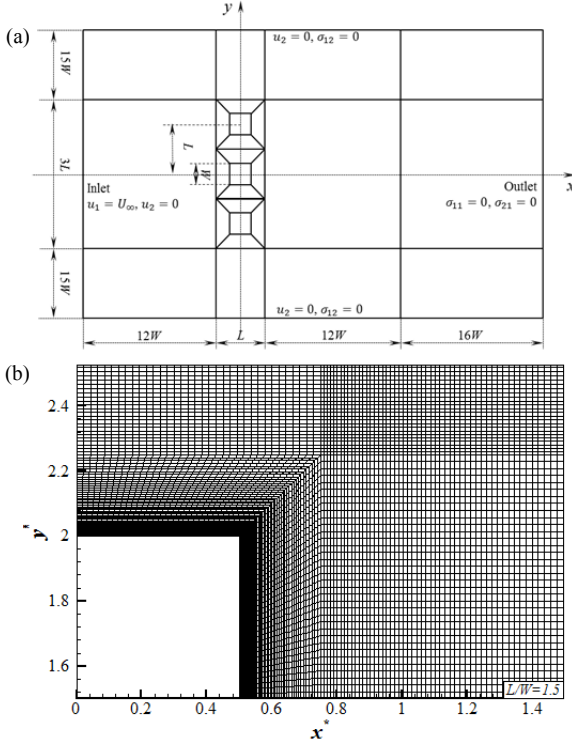 (a)
y
u₂ = 0, σ₁₂ = 0
15W
L
3L
W
x
Inlet
u₁ = U∞, u₂ = 0
Outlet
σ₁₁ = 0, σ₂₁ = 0
15W
u₂ = 0, σ₁₂ = 0
12W L 12W 16W
(b)
2.4
2.2
2
1.8
1.6
y*
L/W=1.5
0 0.2 0.4 0.6 0.8 1 1.2 1.4
x*